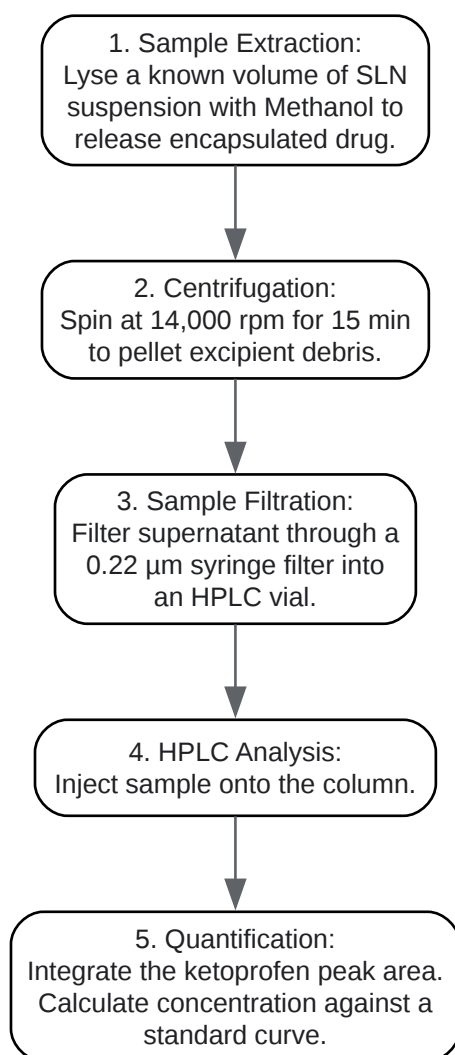 1. Sample Extraction:
Lyse a known volume of SLN
suspension with Methanol to
release encapsulated drug.
2. Centrifugation:
Spin at 14,000 rpm for 15 min
to pellet excipient debris.
3. Sample Filtration:
Filter supernatant through a
0.22 µm syringe filter into
an HPLC vial.
4. HPLC Analysis:
Inject sample onto the column.
5. Quantification:
Integrate the ketoprofen peak area.
Calculate concentration against a
standard curve.